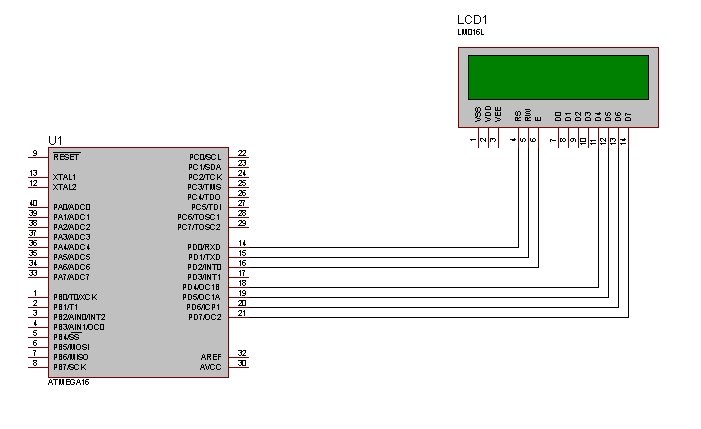 LCD1
LM016L
VSS VDD VEE RS RW E D0 D1 D2 D3 D4 D5 D6 D7
1 2 3 4 5 6 7 8 9 10 11 12 13 14
U1
9 RESET PC0/SCL 22
PC1/SDA 23
13 XTAL1 PC2/TCK 24
12 XTAL2 PC3/TMS 25
PC4/TDO 26
40 PA0/ADC0 PC5/TDI 27
39 PA1/ADC1 PC6/TOSC1 28
38 PA2/ADC2 PC7/TOSC2 29
37 PA3/ADC3
36 PA4/ADC4 PD0/RXD 14
35 PA5/ADC5 PD1/TXD 15
34 PA6/ADC6 PD2/INT0 16
33 PA7/ADC7 PD3/INT1 17
PD4/OC1B 18
1 PB0/T0/XCK PD5/OC1A 19
2 PB1/T1 PD6/ICP1 20
3 PB2/AIN0/INT2 PD7/OC2 21
4 PB3/AIN1/OC0
5 PB4/SS
6 PB5/MOSI
7 PB6/MISO AREF 32
8 PB7/SCK AVCC 30
ATMEGA16